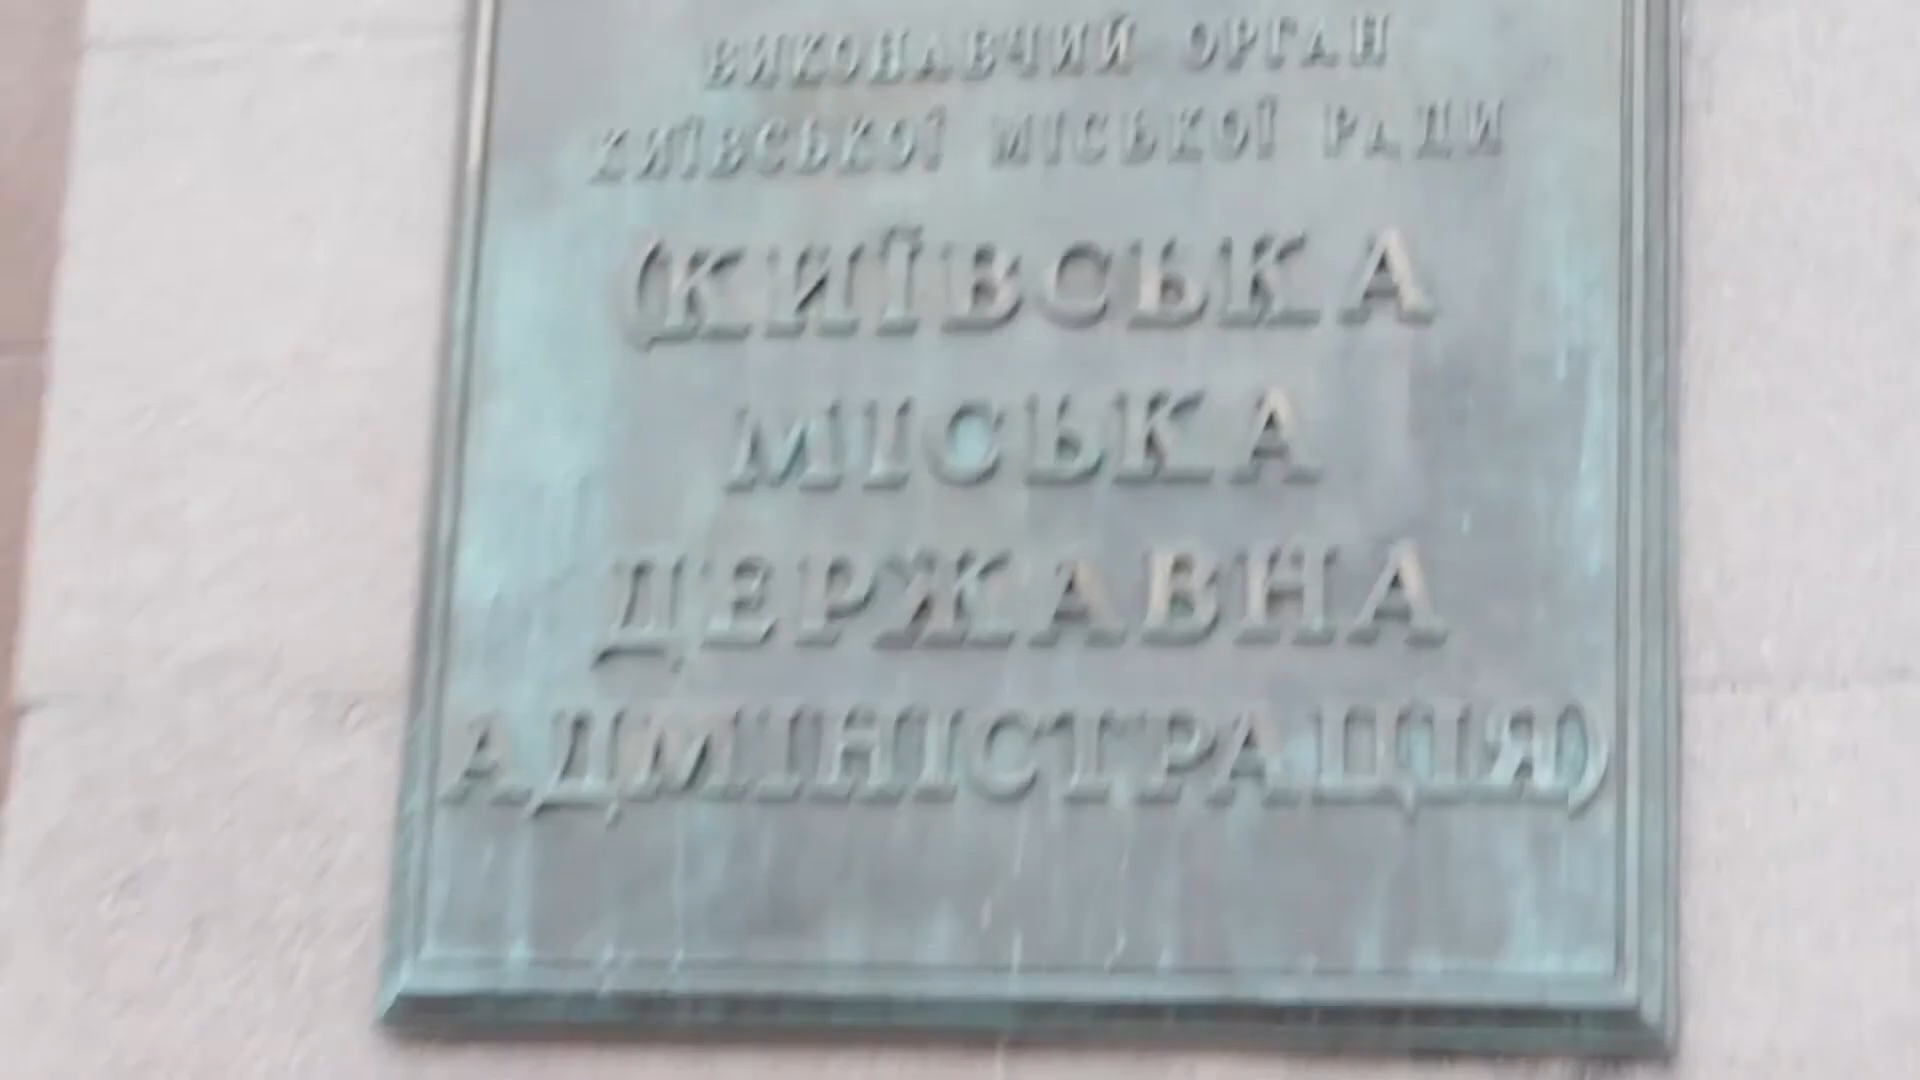 ВИКОНАВЧИЙ ОРГАН
КИЇВСЬКОЇ МІСЬКОЇ РАДИ
(КИЇВСЬКА
МІСЬКА
ДЕРЖАВНА
АДМІНІСТРАЦІЯ)